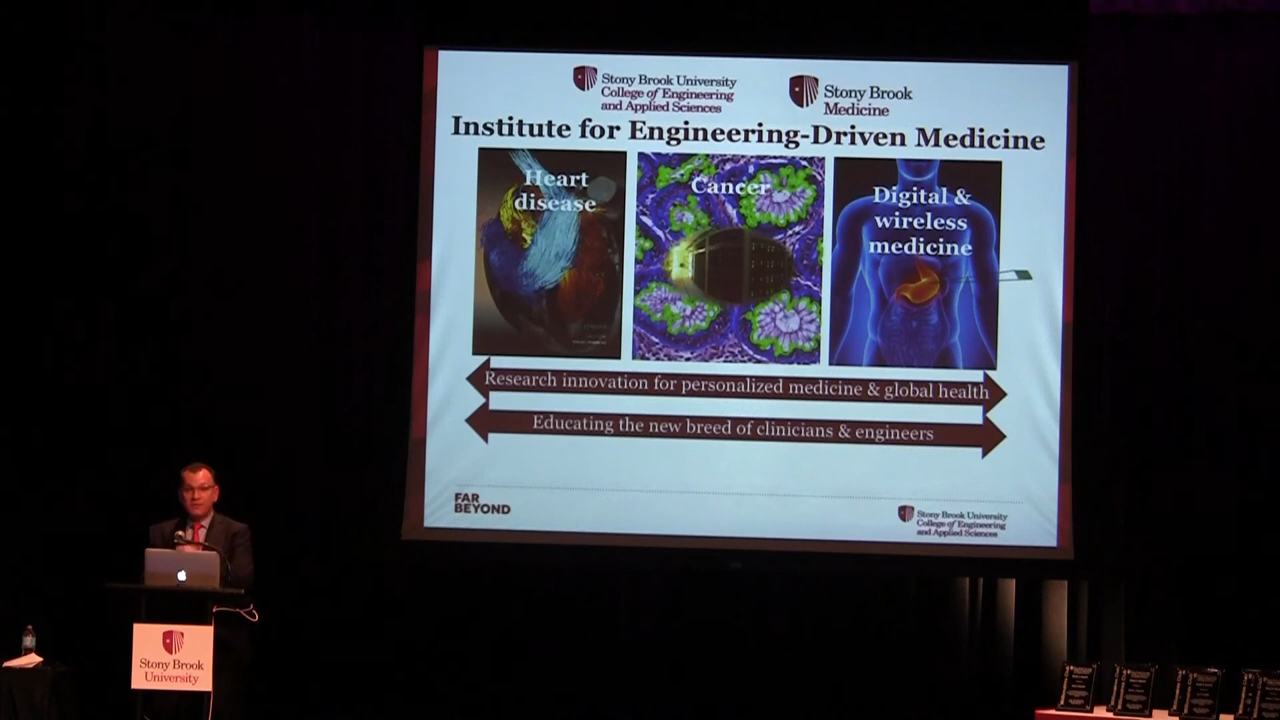 Stony Brook University
College of Engineering
and Applied Sciences
Stony Brook
Medicine
Institute for Engineering-Driven Medicine
Heart
disease
Cancer
Digital &
wireless
medicine
Research innovation for personalized medicine & global health
Educating the new breed of clinicians & engineers
FAR
BEYOND
Stony Brook University
College of Engineering
and Applied Sciences
Stony Brook
University